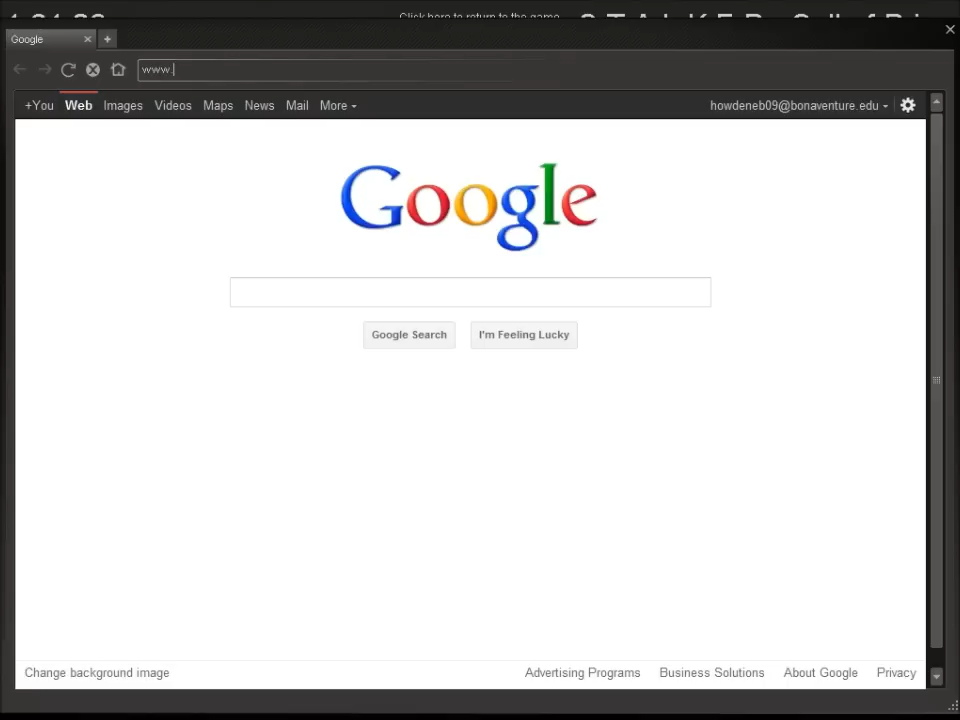 Click here to return to the game
Google
www.
+You Web Images Videos Maps News Mail More
howdeneb09@bonaventure.edu
Google
Google Search
I'm Feeling Lucky
Change background image
Advertising Programs Business Solutions About Google Privacy